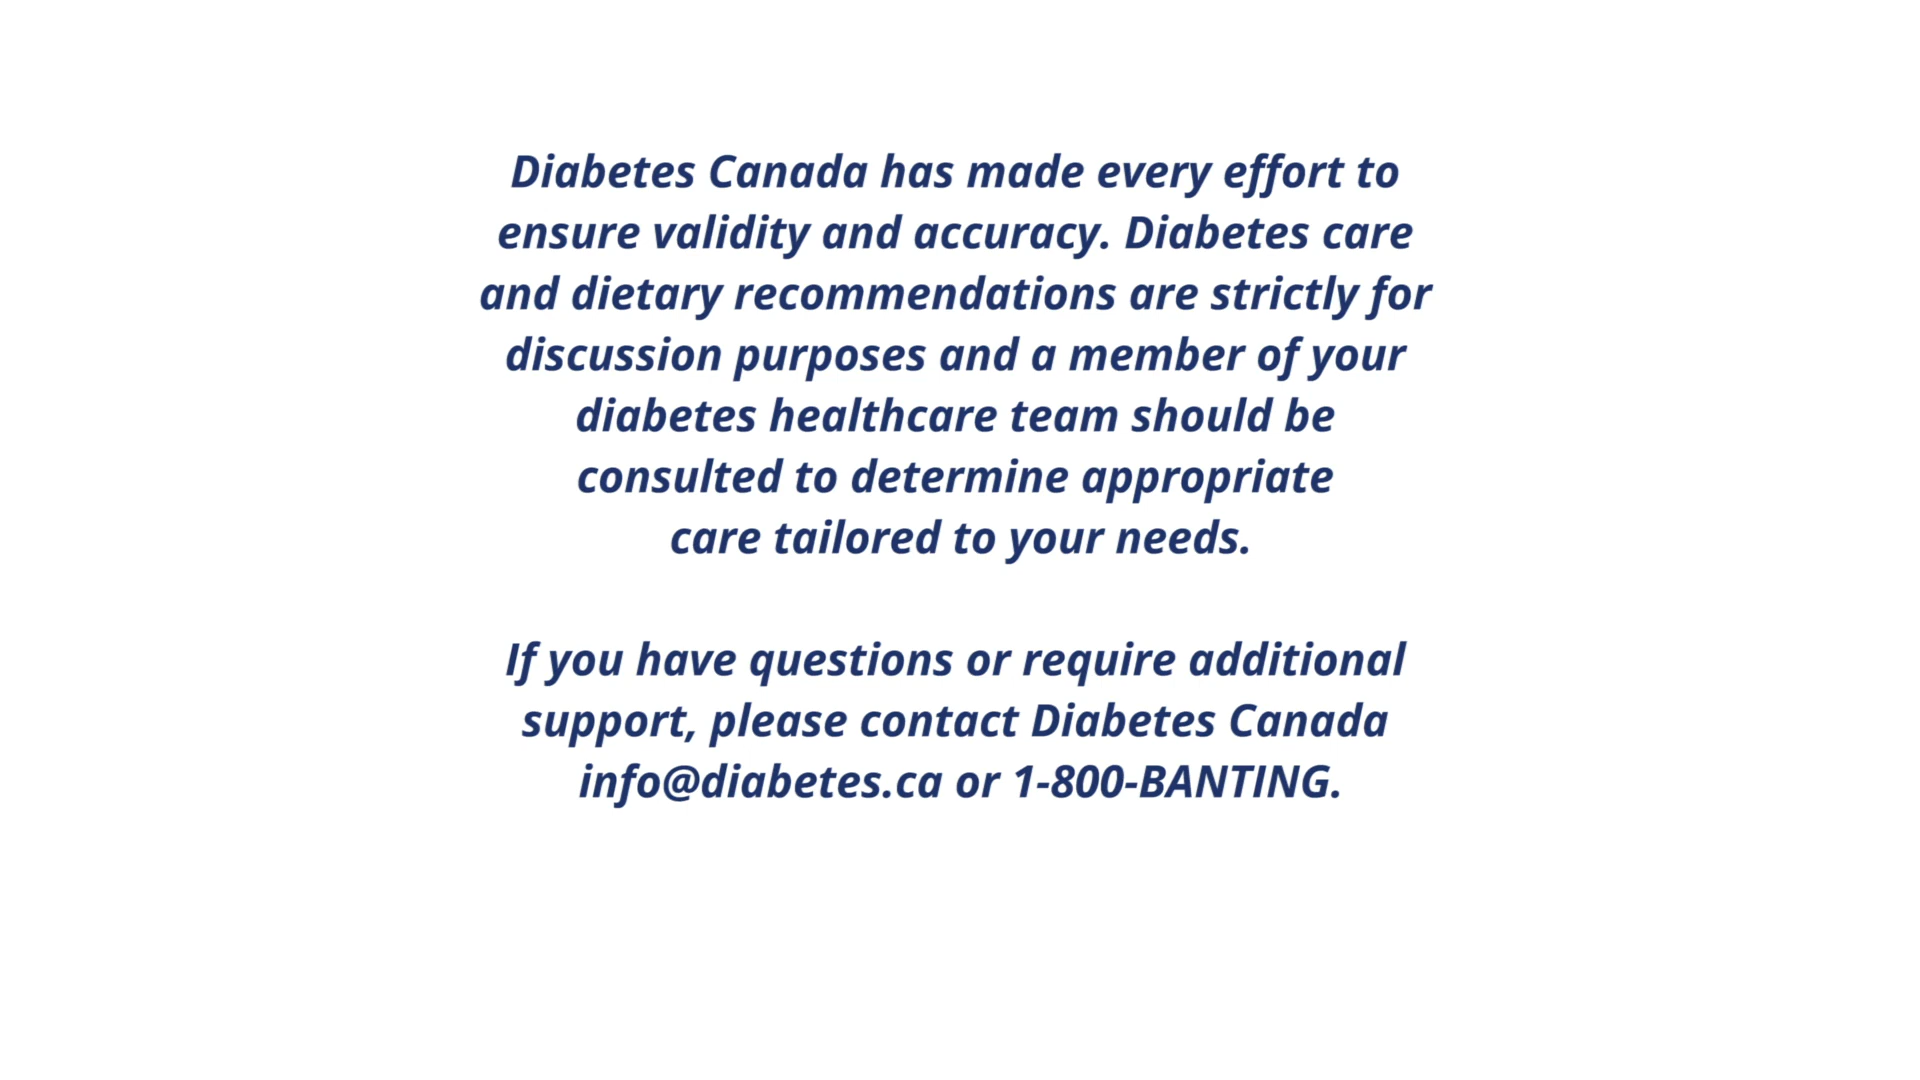 Diabetes Canada has made every effort to
ensure validity and accuracy. Diabetes care
and dietary recommendations are strictly for
discussion purposes and a member of your
diabetes healthcare team should be
consulted to determine appropriate
care tailored to your needs.
If you have questions or require additional
support, please contact Diabetes Canada
info@diabetes.ca or 1-800-BANTING.